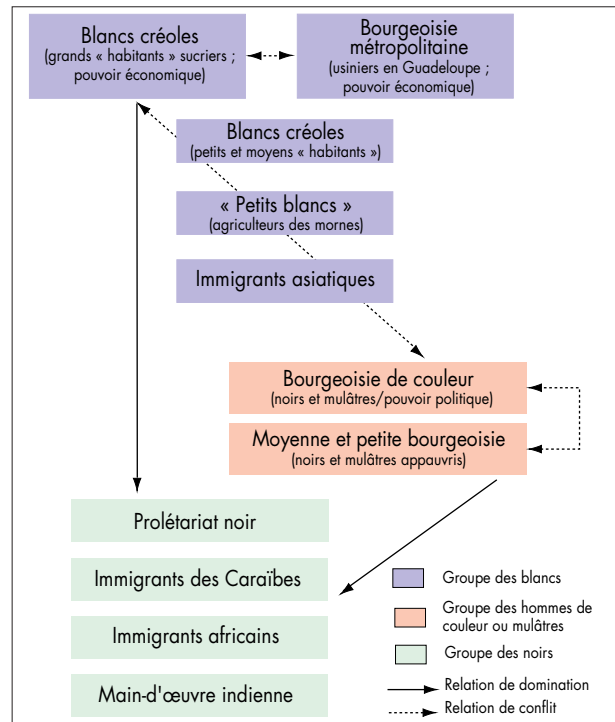 Blancs créoles
(grands « habitants » sucriers ;
pouvoir économique)
Bourgeoisie
métropolitaine
(usiniers en Guadeloupe ;
pouvoir économique)
Blancs créoles
(petits et moyens « habitants »)
« Petits blancs »
(agriculteurs des mornes)
Immigrants asiatiques
Bourgeoisie de couleur
(noirs et mulâtres/pouvoir politique)
Moyenne et petite bourgeoisie
(noirs et mulâtres appauvris)
Prolétariat noir
Immigrants des Caraïbes
Immigrants africains
Main-d'œuvre indienne
Groupe des blancs
Groupe des hommes de
couleur ou mulâtres
Groupe des noirs
Relation de domination
Relation de conflit